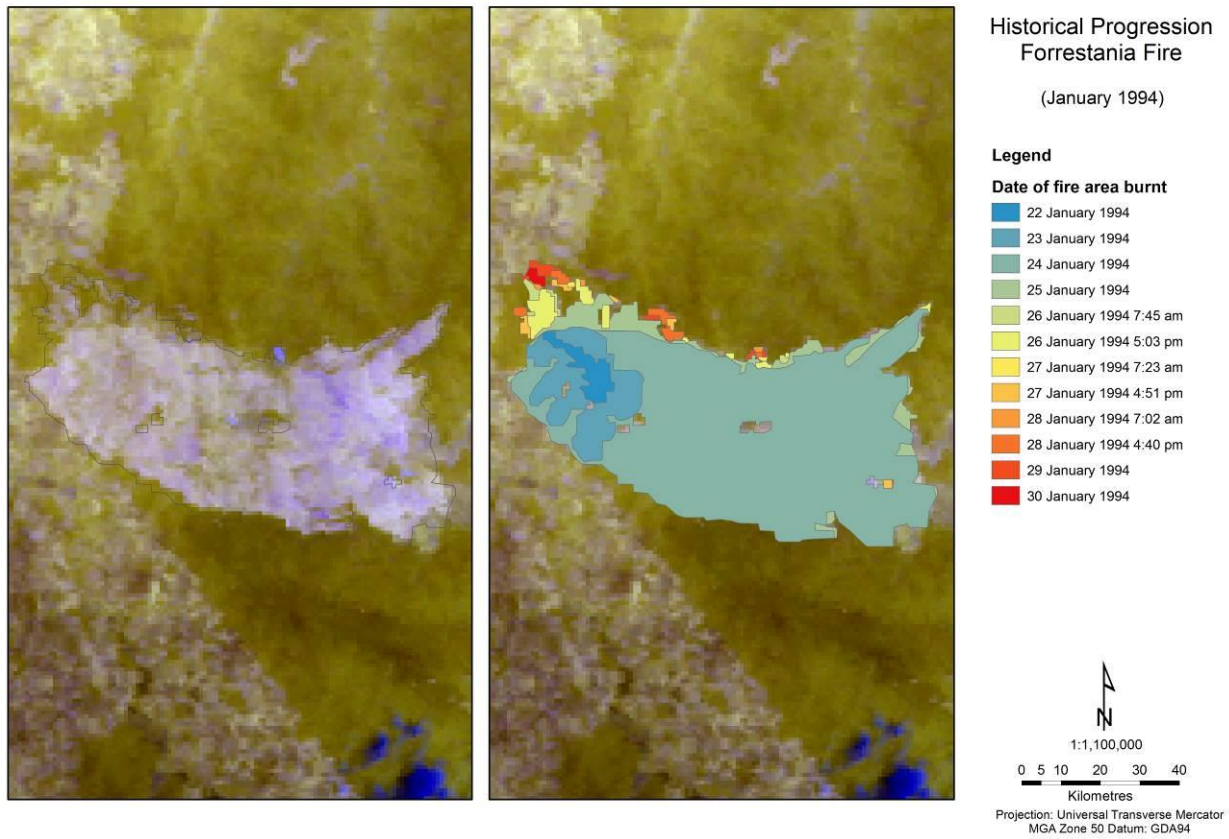 Historical Progression
Forrestania Fire
(January 1994)
Legend
Date of fire area burnt
22 January 1994
23 January 1994
24 January 1994
25 January 1994
26 January 1994 7:45 am
26 January 1994 5:03 pm
27 January 1994 7:23 am
27 January 1994 4:51 pm
28 January 1994 7:02 am
28 January 1994 4:40 pm
29 January 1994
30 January 1994
N
1:1,100,000
0 5 10 20 30 40
Kilometres
Projection: Universal Transverse Mercator
MGA Zone 50 Datum: GDA94